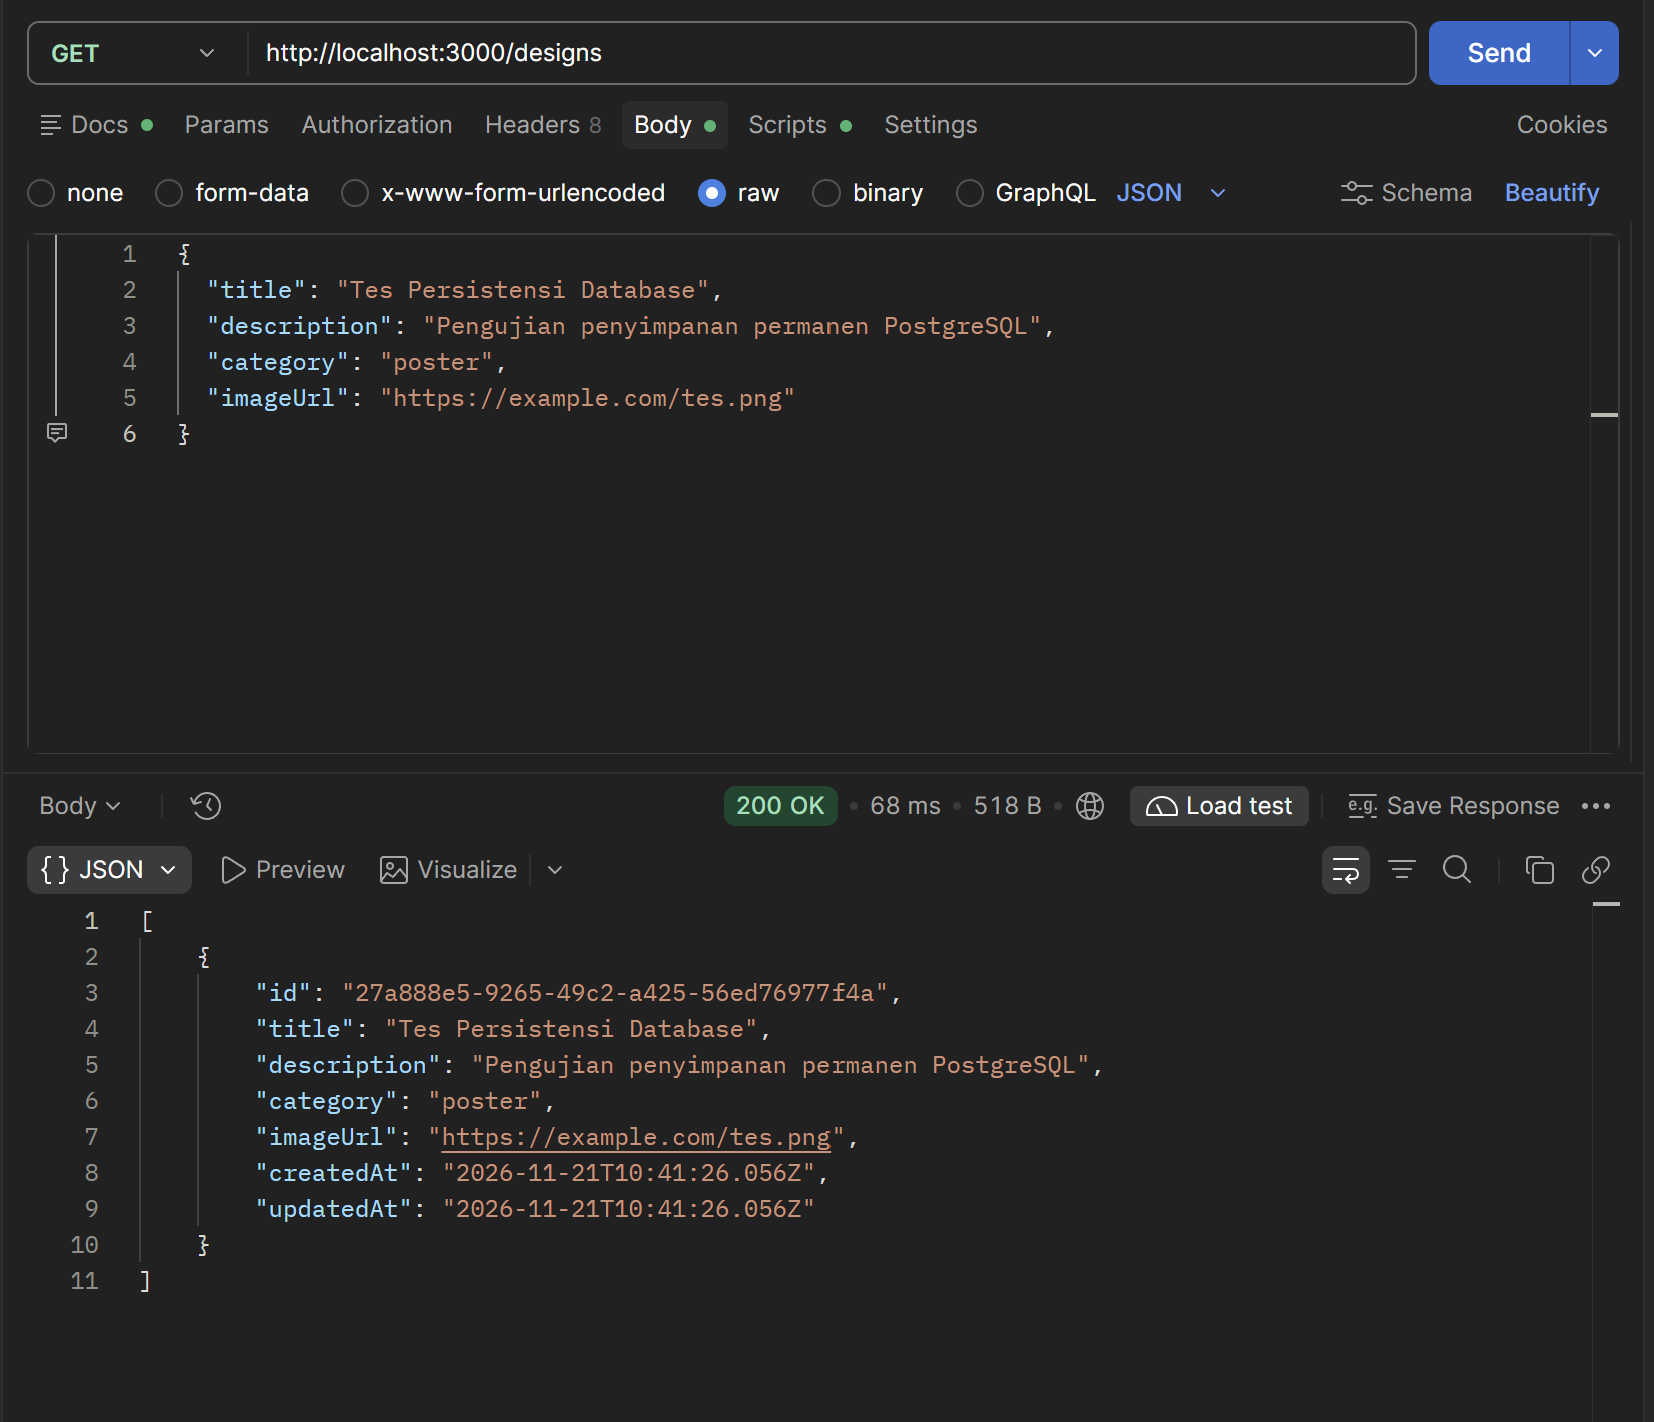 GET http://localhost:3000/designs Send
Docs Params Authorization Headers 8 Body Scripts Settings Cookies
none form-data x-www-form-urlencoded raw binary GraphQL JSON Schema Beautify
1 {
2 "title": "Tes Persistensi Database",
3 "description": "Pengujian penyimpanan permanen PostgreSQL",
4 "category": "poster",
5 "imageUrl": "https://example.com/tes.png"
6 }
Body 200 OK • 68 ms • 518 B • Load test e.g. Save Response
{} JSON Preview Visualize
1 [
2 {
3 "id": "27a888e5-9265-49c2-a425-56ed76977f4a",
4 "title": "Tes Persistensi Database",
5 "description": "Pengujian penyimpanan permanen PostgreSQL",
6 "category": "poster",
7 "imageUrl": "https://example.com/tes.png",
8 "createdAt": "2026-11-21T10:41:26.056Z",
9 "updatedAt": "2026-11-21T10:41:26.056Z"
10 }
11 ]